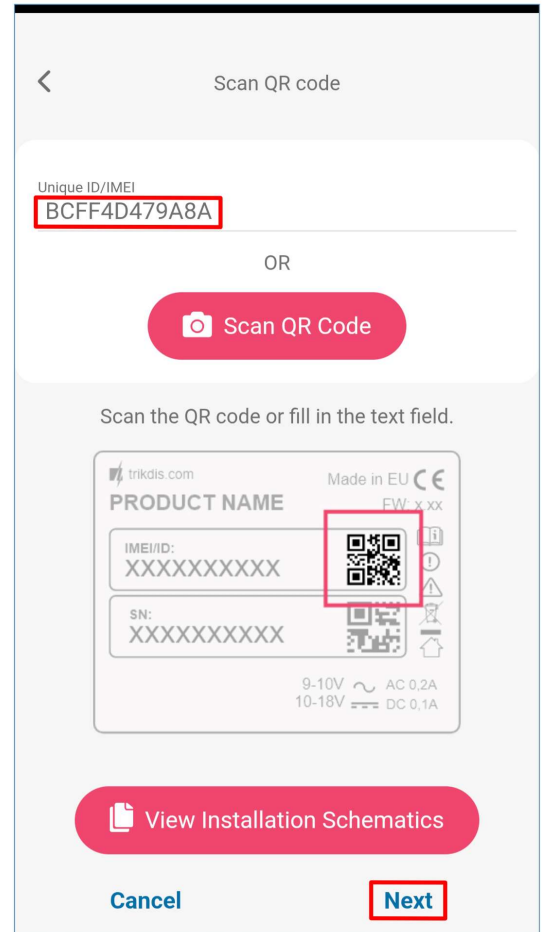 Scan QR code
Unique ID/IMEI
BCFF4D479A8A
OR
Scan QR Code
Scan the QR code or fill in the text field.
trikdis.com
Made in EU CE
PRODUCT NAME
FW: x.xx
IMEI/ID:
XXXXXXXXXX
SN:
XXXXXXXXXX
9-10V AC 0,2A
10-18V DC 0,1A
View Installation Schematics
Cancel Next